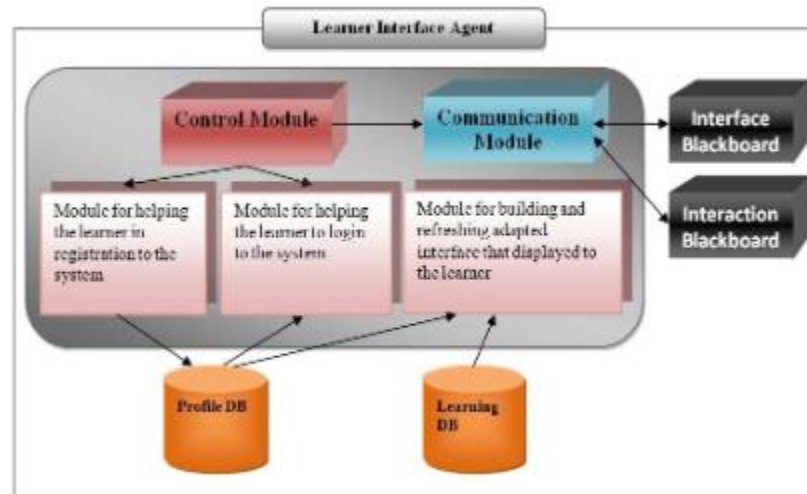 Learner Interface Agent
Control Module
Communication
Module
Interface
Blackboard
Interaction
Blackboard
Module for helping
the learner in
registration to the
system
Module for helping
the learner to login
to the system
Module for building and
refreshing adapted
interface that displayed to
the learner
Profile DB
Learning
DB